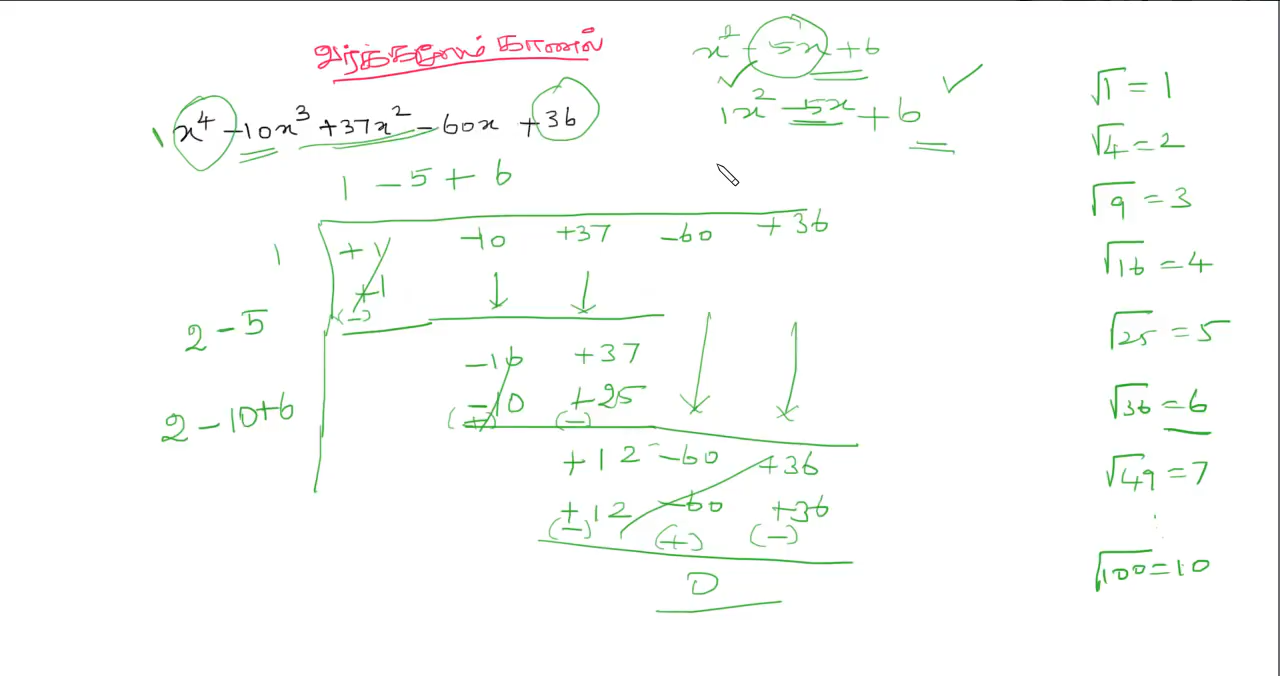 வர்க்கமூலம் காணல்
x² - 5x + 6
1x² - 5x + 6
1 x⁴ - 10x³ + 37x² - 60x + 36
1 - 5 + 6
1 +1 -10 +37 -60 +36
+1
(-)
2 - 5
-10 +37
-10 +25
(+) (-)
2 - 10 + 6
+12 -60 +36
+12 -60 +36
(-) (+) (-)
0
√1 = 1
√4 = 2
√9 = 3
√16 = 4
√25 = 5
√36 = 6
√49 = 7
⋮
√100 = 10